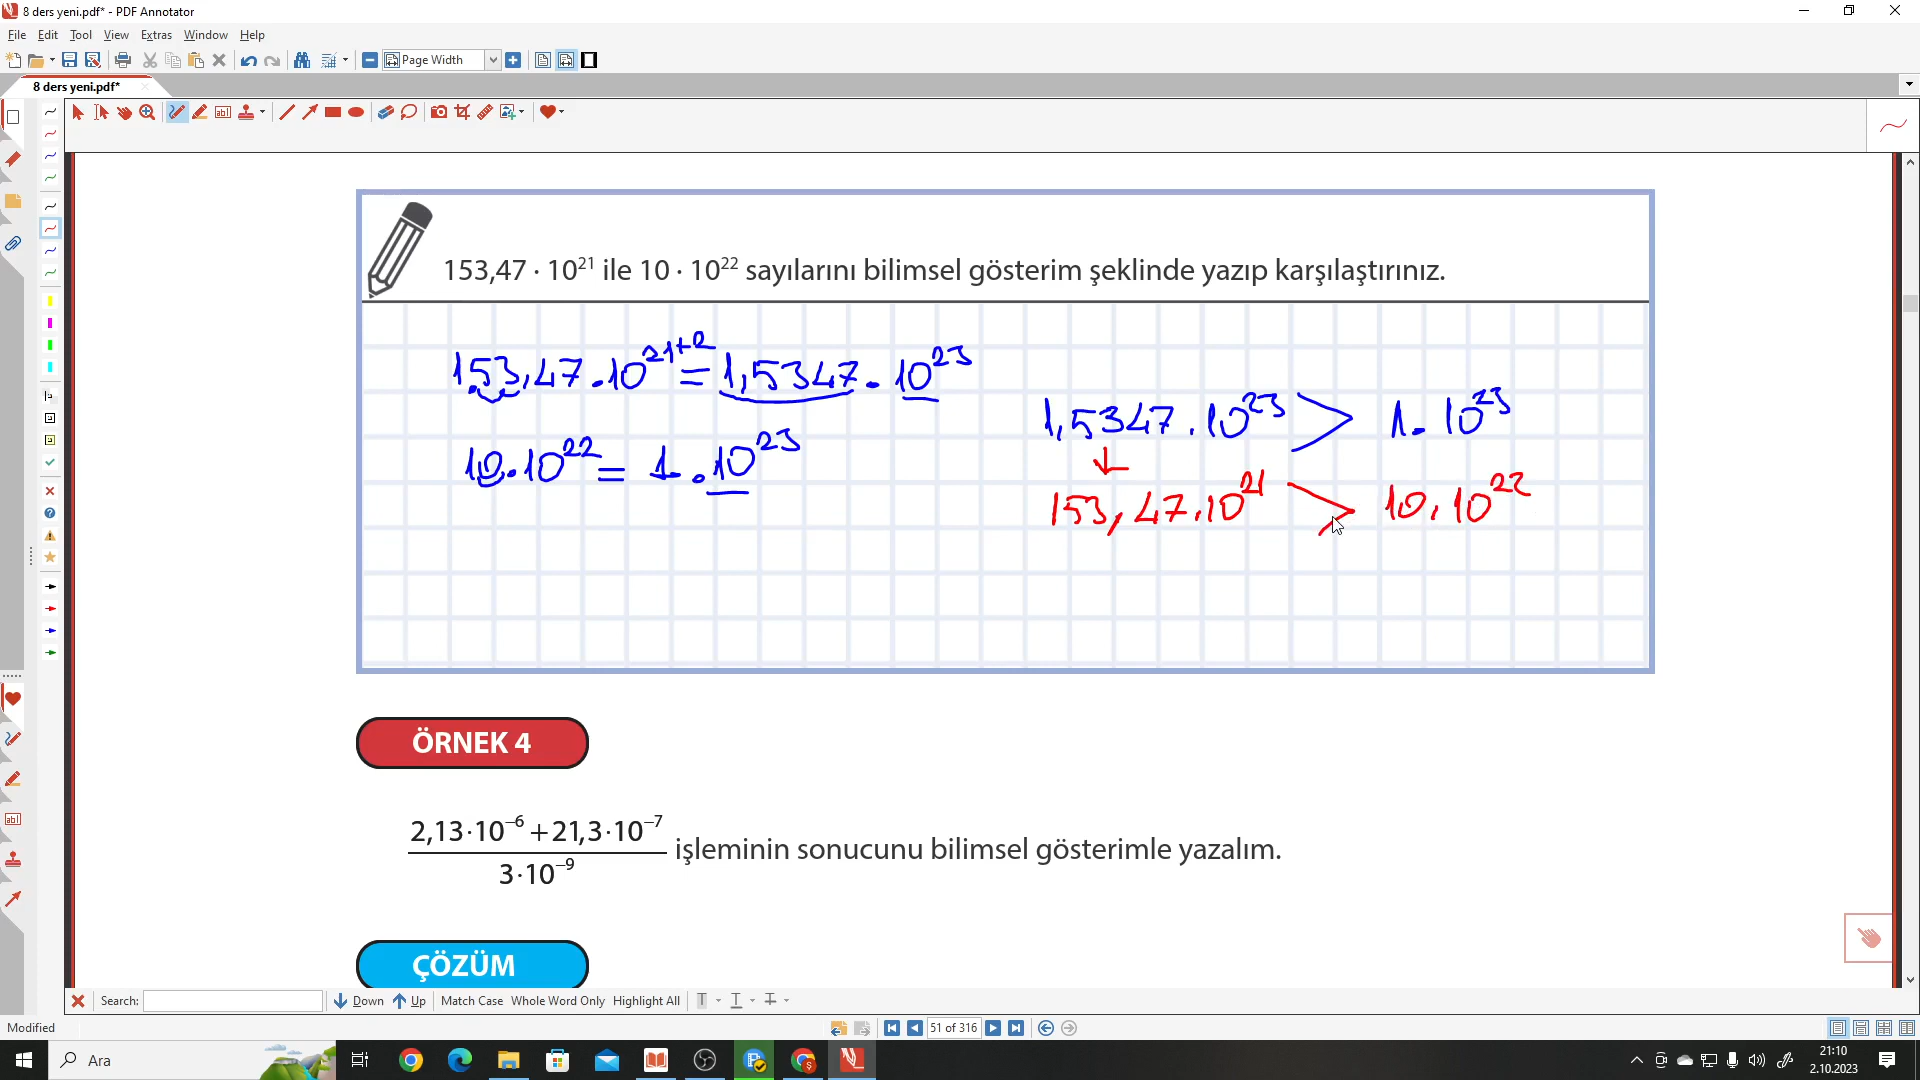 8 ders yeni.pdf* - PDF Annotator
File Edit Tool View Extras Window Help
Page Width
8 ders yeni.pdf*
153,47 · 10²¹ ile 10 · 10²² sayılarını bilimsel gösterim şeklinde yazıp karşılaştırınız.
153,47 . 10²¹⁺² = 1,5347 . 10²³
10 . 10²² = 1 . 10²³
1,5347 . 10²³ > 1 . 10²³
153,47 . 10²¹ > 10 . 10²²
ÖRNEK 4
2,13·10⁻⁶ + 21,3·10⁻⁷
3·10⁻⁹
işleminin sonucunu bilimsel gösterimle yazalım.
ÇÖZÜM
Search: Down Up Match Case Whole Word Only Highlight All
Modified
51 of 316
Ara
21:10
2.10.2023